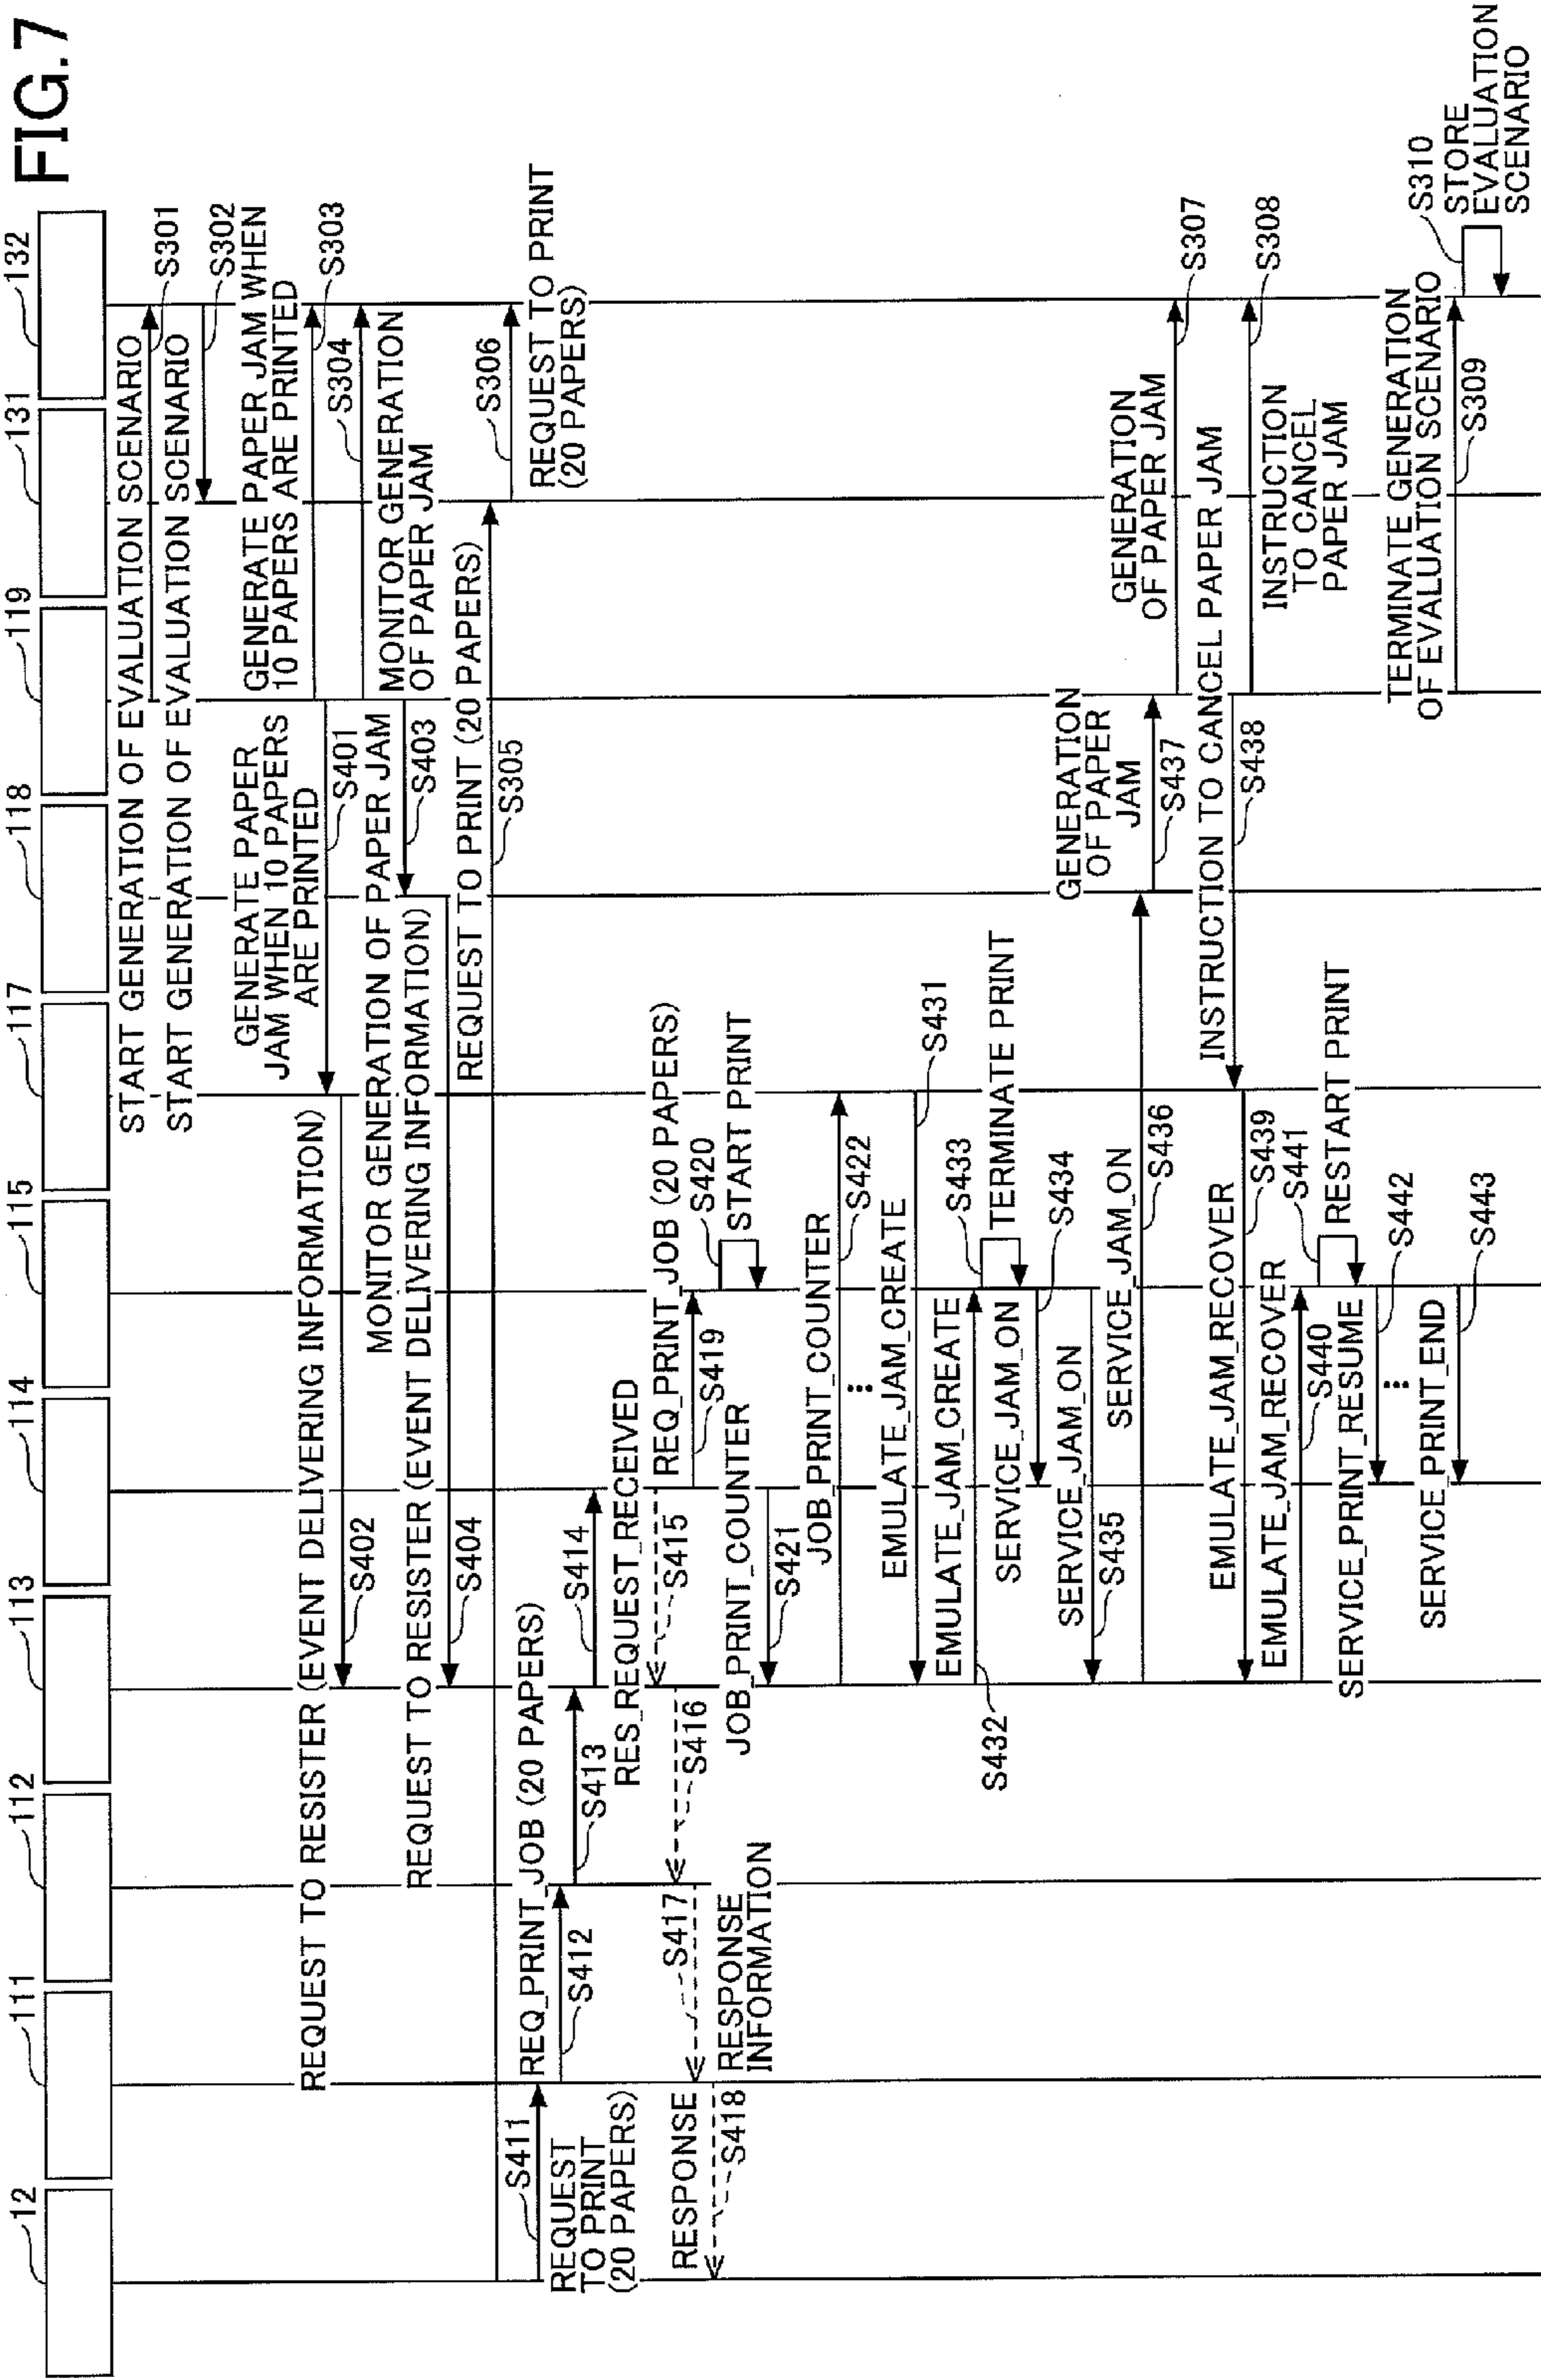 FIG.7
12
111
112
113
114
115
117
118
119
131
132
START GENERATION OF EVALUATION SCENARIO
S301
START GENERATION OF EVALUATION SCENARIO
S302
GENERATE PAPER JAM WHEN
10 PAPERS ARE PRINTED
S303
GENERATE PAPER
JAM WHEN 10 PAPERS
ARE PRINTED
S401
REQUEST TO RESISTER (EVENT DELIVERING INFORMATION)
S402
S304
MONITOR GENERATION
OF PAPER JAM
MONITOR GENERATION OF PAPER JAM
S403
REQUEST TO RESISTER (EVENT DELIVERING INFORMATION)
S404
REQUEST TO PRINT (20 PAPERS)
S305
S306
REQUEST TO PRINT
(20 PAPERS)
S411
REQUEST
TO PRINT
(20 PAPERS)
REQ_PRINT_JOB (20 PAPERS)
S412
S413
S414
RES_REQUEST_RECEIVED
S415
S416
S417
RESPONSE
INFORMATION
RESPONSE
S418
REQ_PRINT_JOB (20 PAPERS)
S419
S420
START PRINT
JOB_PRINT_COUNTER
S421
JOB_PRINT_COUNTER
S422
EMULATE_JAM_CREATE
S431
EMULATE_JAM_CREATE
S432
S433
TERMINATE PRINT
SERVICE_JAM_ON
S434
SERVICE_JAM_ON
S435
SERVICE_JAM_ON
S436
GENERATION
OF PAPER
JAM
S437
GENERATION
OF PAPER JAM
S307
INSTRUCTION TO CANCEL PAPER JAM
S438
INSTRUCTION
TO CANCEL
PAPER JAM
S308
EMULATE_JAM_RECOVER
S439
EMULATE_JAM_RECOVER
S440
S441
RESTART PRINT
SERVICE_PRINT_RESUME
S442
SERVICE_PRINT_END
S443
TERMINATE GENERATION
OF EVALUATION SCENARIO
S309
S310
STORE
EVALUATION
SCENARIO